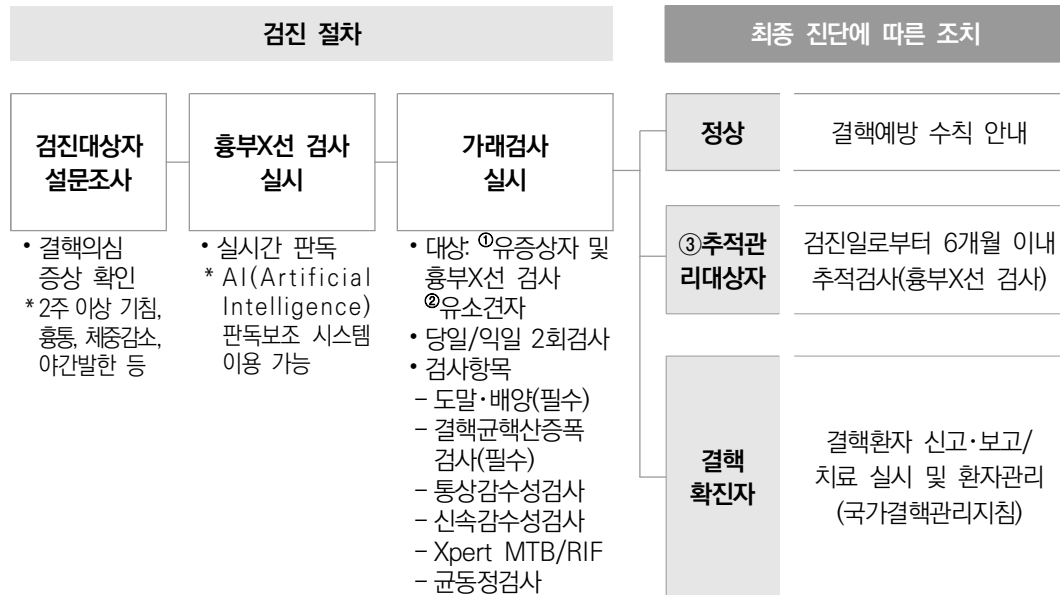 검진 절차
최종 진단에 따른 조치
검진대상자
설문조사
• 결핵의심
증상 확인
* 2주 이상 기침,
흉통, 체중감소,
야간발한 등
흉부X선 검사
실시
• 실시간 판독
* AI(Artificial
Intelligence)
판독보조 시스템
이용 가능
가래검사
실시
• 대상: ①유증상자 및
흉부X선 검사
②유소견자
• 당일/익일 2회검사
• 검사항목
- 도말·배양(필수)
- 결핵균핵산증폭
검사(필수)
- 통상감수성검사
- 신속감수성검사
- Xpert MTB/RIF
- 균동정검사
정상
결핵예방 수칙 안내
③추적관
리대상자
검진일로부터 6개월 이내
추적검사(흉부X선 검사)
결핵
확진자
결핵환자 신고·보고/
치료 실시 및 환자관리
(국가결핵관리지침)